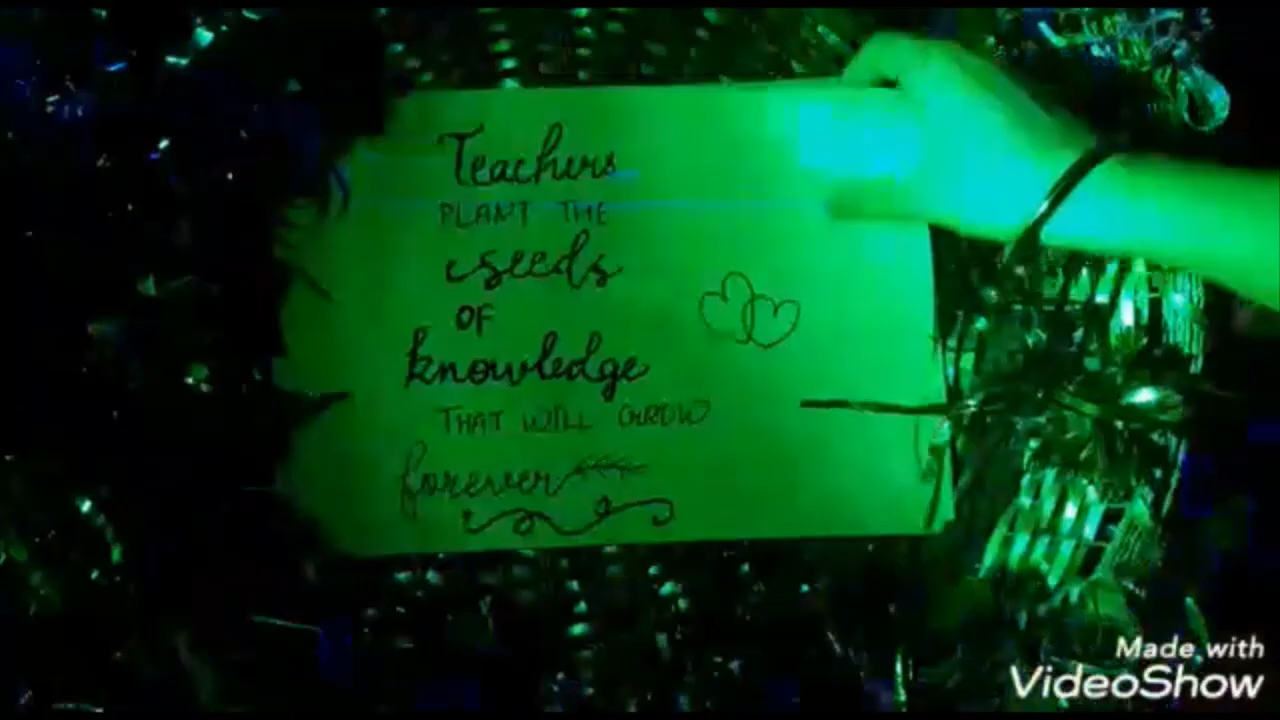 Teachers
PLANT THE
seeds
OF
knowledge
THAT WILL GROW
forever
Made with
VideoShow